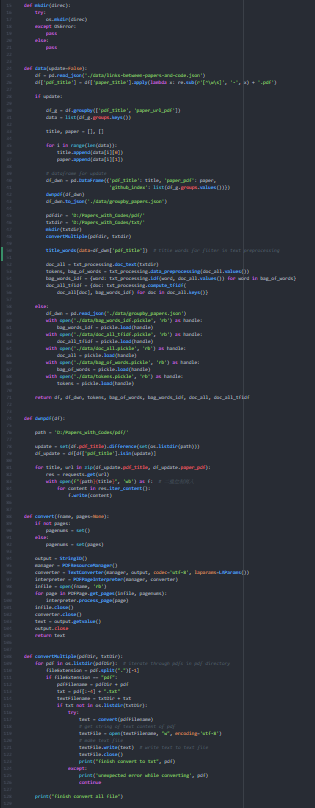 def mkdir(direc):
try:
os.mkdir(direc)
except OSError:
pass
else:
pass
def data(update=False):
df = pd.read_json('./data/links-between-papers-and-code.json')
df['pdf_title'] = df['paper_title'].apply(lambda x: re.sub(r'[^\w\s]', '-', x) + ".pdf")
if update:
df_g = df.groupby(['pdf_title', 'paper_url_pdf'])
data = list(df_g.groups.keys())
title, paper = [], []
for i in range(len(data)):
title.append(data[i][0])
paper.append(data[i][1])
# dataframe for update
df_dwn = pd.DataFrame({'pdf_title': title, 'paper_pdf': paper,
'github_index': list(df_g.groups.values())})
dwnpdf(df_dwn)
df_dwn.to_json('./data/groupby_papers.json')
pdfdir = 'D:/Papers_with_Codes/pdf/'
txtdir = 'D:/Papers_with_Codes/txt/'
mkdir(txtdir)
convertMultiple(pdfdir, txtdir)
title_words(data=df_dwn['pdf_title']) # title words for filter in text preprocessing
doc_all = txt_processing.doc_text(txtdir)
tokens, bag_of_words = txt_processing.data_preprocessing(doc_all.values())
bag_words_idf = {word: txt_processing.idf(word, doc_all.values()) for word in bag_of_words}
doc_all_tfidf = {doc: txt_processing.compute_tfidf(
doc_all[doc], bag_words_idf) for doc in doc_all.keys()}
else:
df_dwn = pd.read_json('./data/groupby_papers.json')
with open('./data/bag_words_idf.pickle', 'rb') as handle:
bag_words_idf = pickle.load(handle)
with open('./data/doc_all_tfidf.pickle', 'rb') as handle:
doc_all_tfidf = pickle.load(handle)
with open('./data/doc_all.pickle', 'rb') as handle:
doc_all = pickle.load(handle)
with open('./data/bag_of_words.pickle', 'rb') as handle:
bag_of_words = pickle.load(handle)
with open('./data/tokens.pickle', 'rb') as handle:
tokens = pickle.load(handle)
return df, df_dwn, tokens, bag_of_words, bag_words_idf, doc_all, doc_all_tfidf
def dwnpdf(df):
path = 'D:/Papers_with_Codes/pdf/'
update = set(df.pdf_title).difference(set(os.listdir(path)))
df_update = df[df['pdf_title'].isin(update)]
for title, url in zip(df_update.pdf_title, df_update.paper_pdf):
res = requests.get(url)
with open(f"{path}{title}", 'wb') as f:
for content in res.iter_content():
f.write(content)
def convert(fname, pages=None):
if not pages:
pagenums = set()
else:
pagenums = set(pages)
output = StringIO()
manager = PDFResourceManager()
converter = TextConverter(manager, output, codec='utf-8', laparams=LAParams())
interpreter = PDFPageInterpreter(manager, converter)
infile = open(fname, 'rb')
for page in PDFPage.get_pages(infile, pagenums):
interpreter.process_page(page)
infile.close()
converter.close()
text = output.getvalue()
output.close
return text
def convertMultiple(pdfDir, txtDir):
for pdf in os.listdir(pdfDir): # iterate through pdfs in pdf directory
fileExtension = pdf.split(".")[-1]
if fileExtension == "pdf":
pdfFilename = pdfDir + pdf
txt = pdf[:-4] + ".txt"
textFilename = txtDir + txt
if txt not in os.listdir(txtDir):
try:
text = convert(pdfFilename)
# get string of text content of pdf
textFile = open(textFilename, "w", encoding='utf-8')
# make text file
textFile.write(text) # write text to text file
textFile.close()
print("finish convert to txt", pdf)
except:
print("unexpected error while converting", pdf)
continue
print("finish convert all file")